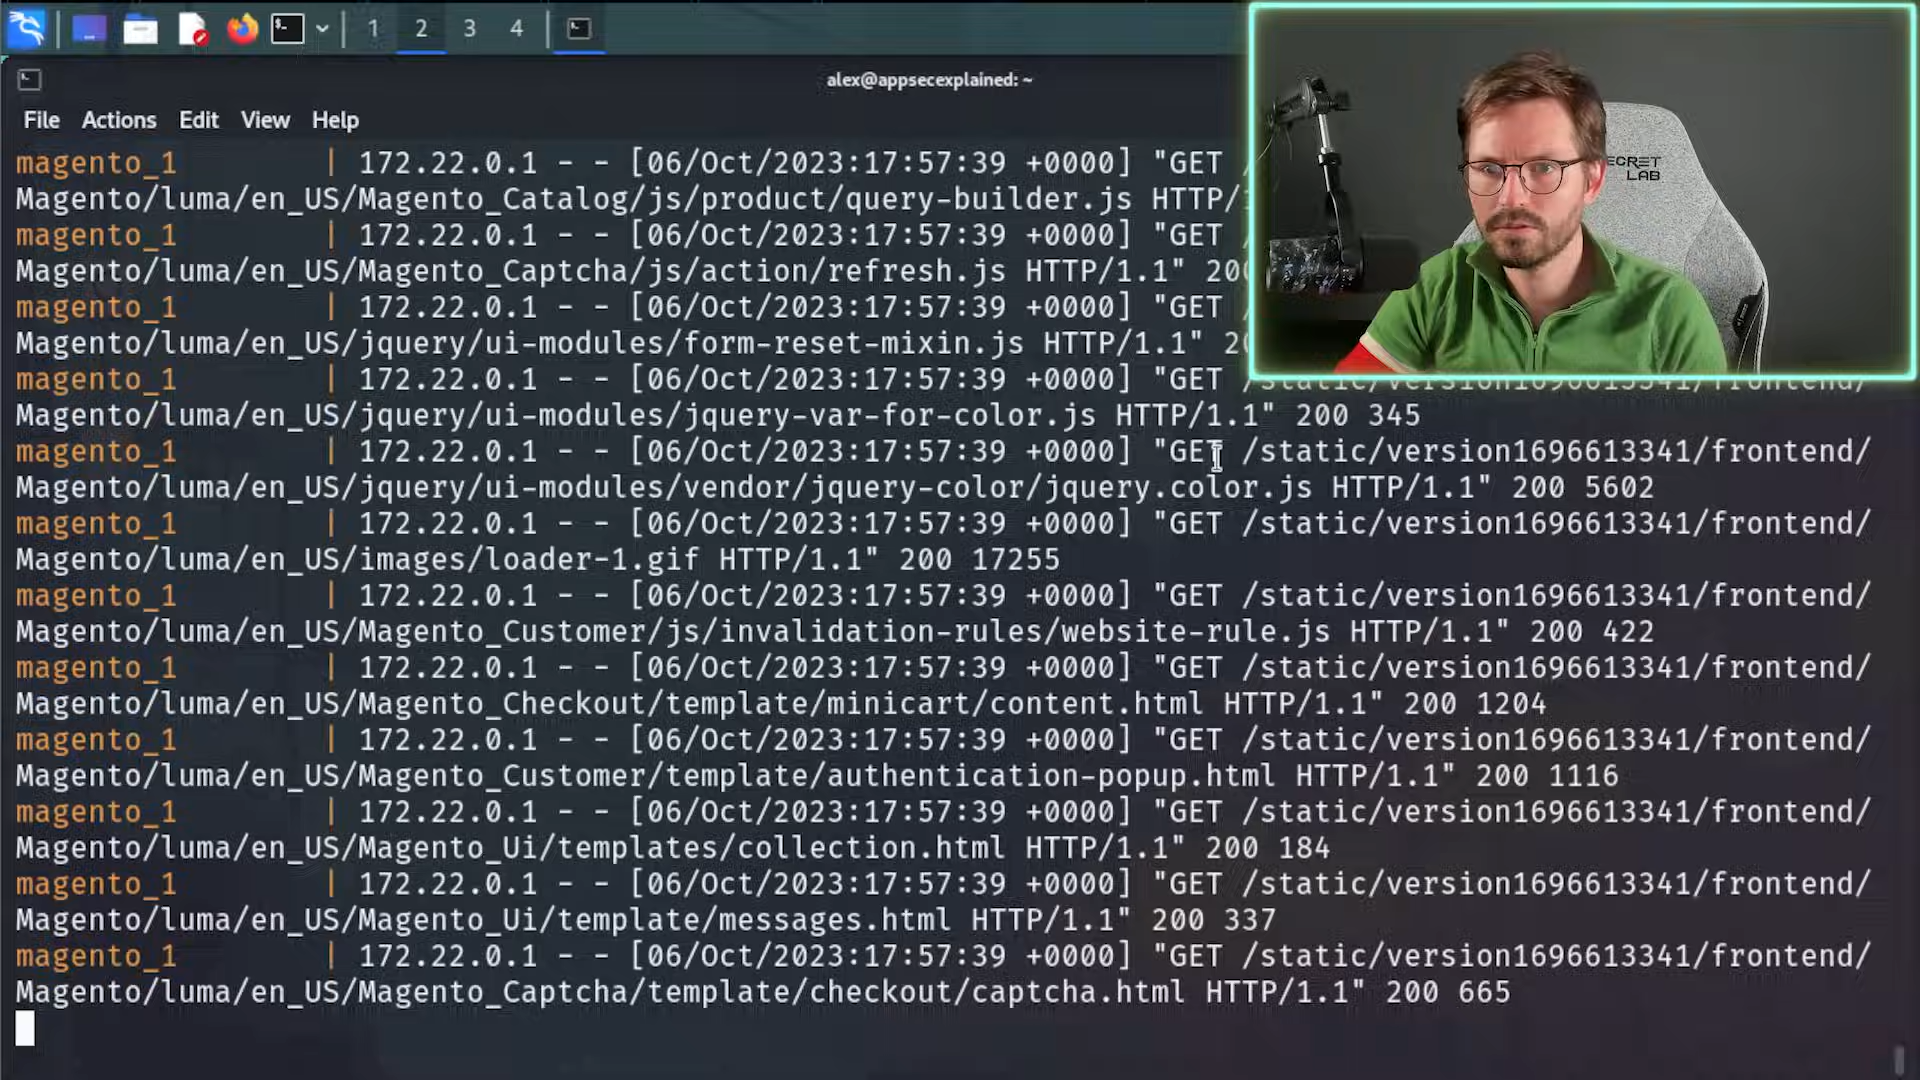 1 2 3 4
alex@appsecexplained: ~
File Actions Edit View Help
magento_1 | 172.22.0.1 - - [06/Oct/2023:17:57:39 +0000] "GET
Magento/luma/en_US/Magento_Catalog/js/product/query-builder.js HTTP/
magento_1 | 172.22.0.1 - - [06/Oct/2023:17:57:39 +0000] "GET
Magento/luma/en_US/Magento_Captcha/js/action/refresh.js HTTP/1.1" 200
magento_1 | 172.22.0.1 - - [06/Oct/2023:17:57:39 +0000] "GET
Magento/luma/en_US/jquery/ui-modules/form-reset-mixin.js HTTP/1.1" 2
magento_1 | 172.22.0.1 - - [06/Oct/2023:17:57:39 +0000] "GET /static/version1696613341/frontend/
Magento/luma/en_US/jquery/ui-modules/jquery-var-for-color.js HTTP/1.1" 200 345
magento_1 | 172.22.0.1 - - [06/Oct/2023:17:57:39 +0000] "GET /static/version1696613341/frontend/
Magento/luma/en_US/jquery/ui-modules/vendor/jquery-color/jquery.color.js HTTP/1.1" 200 5602
magento_1 | 172.22.0.1 - - [06/Oct/2023:17:57:39 +0000] "GET /static/version1696613341/frontend/
Magento/luma/en_US/images/loader-1.gif HTTP/1.1" 200 17255
magento_1 | 172.22.0.1 - - [06/Oct/2023:17:57:39 +0000] "GET /static/version1696613341/frontend/
Magento/luma/en_US/Magento_Customer/js/invalidation-rules/website-rule.js HTTP/1.1" 200 422
magento_1 | 172.22.0.1 - - [06/Oct/2023:17:57:39 +0000] "GET /static/version1696613341/frontend/
Magento/luma/en_US/Magento_Checkout/template/minicart/content.html HTTP/1.1" 200 1204
magento_1 | 172.22.0.1 - - [06/Oct/2023:17:57:39 +0000] "GET /static/version1696613341/frontend/
Magento/luma/en_US/Magento_Customer/template/authentication-popup.html HTTP/1.1" 200 1116
magento_1 | 172.22.0.1 - - [06/Oct/2023:17:57:39 +0000] "GET /static/version1696613341/frontend/
Magento/luma/en_US/Magento_Ui/templates/collection.html HTTP/1.1" 200 184
magento_1 | 172.22.0.1 - - [06/Oct/2023:17:57:39 +0000] "GET /static/version1696613341/frontend/
Magento/luma/en_US/Magento_Ui/template/messages.html HTTP/1.1" 200 337
magento_1 | 172.22.0.1 - - [06/Oct/2023:17:57:39 +0000] "GET /static/version1696613341/frontend/
Magento/luma/en_US/Magento_Captcha/template/checkout/captcha.html HTTP/1.1" 200 665
ECRET
LAB